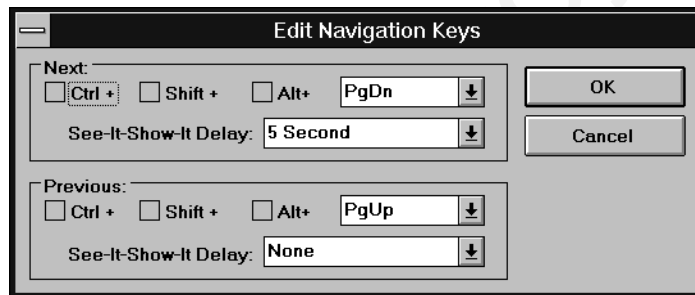 Edit Navigation Keys
Next:
Ctrl + Shift + Alt+ PgDn
See-It-Show-It Delay: 5 Second
Previous:
Ctrl + Shift + Alt+ PgUp
See-It-Show-It Delay: None
OK
Cancel